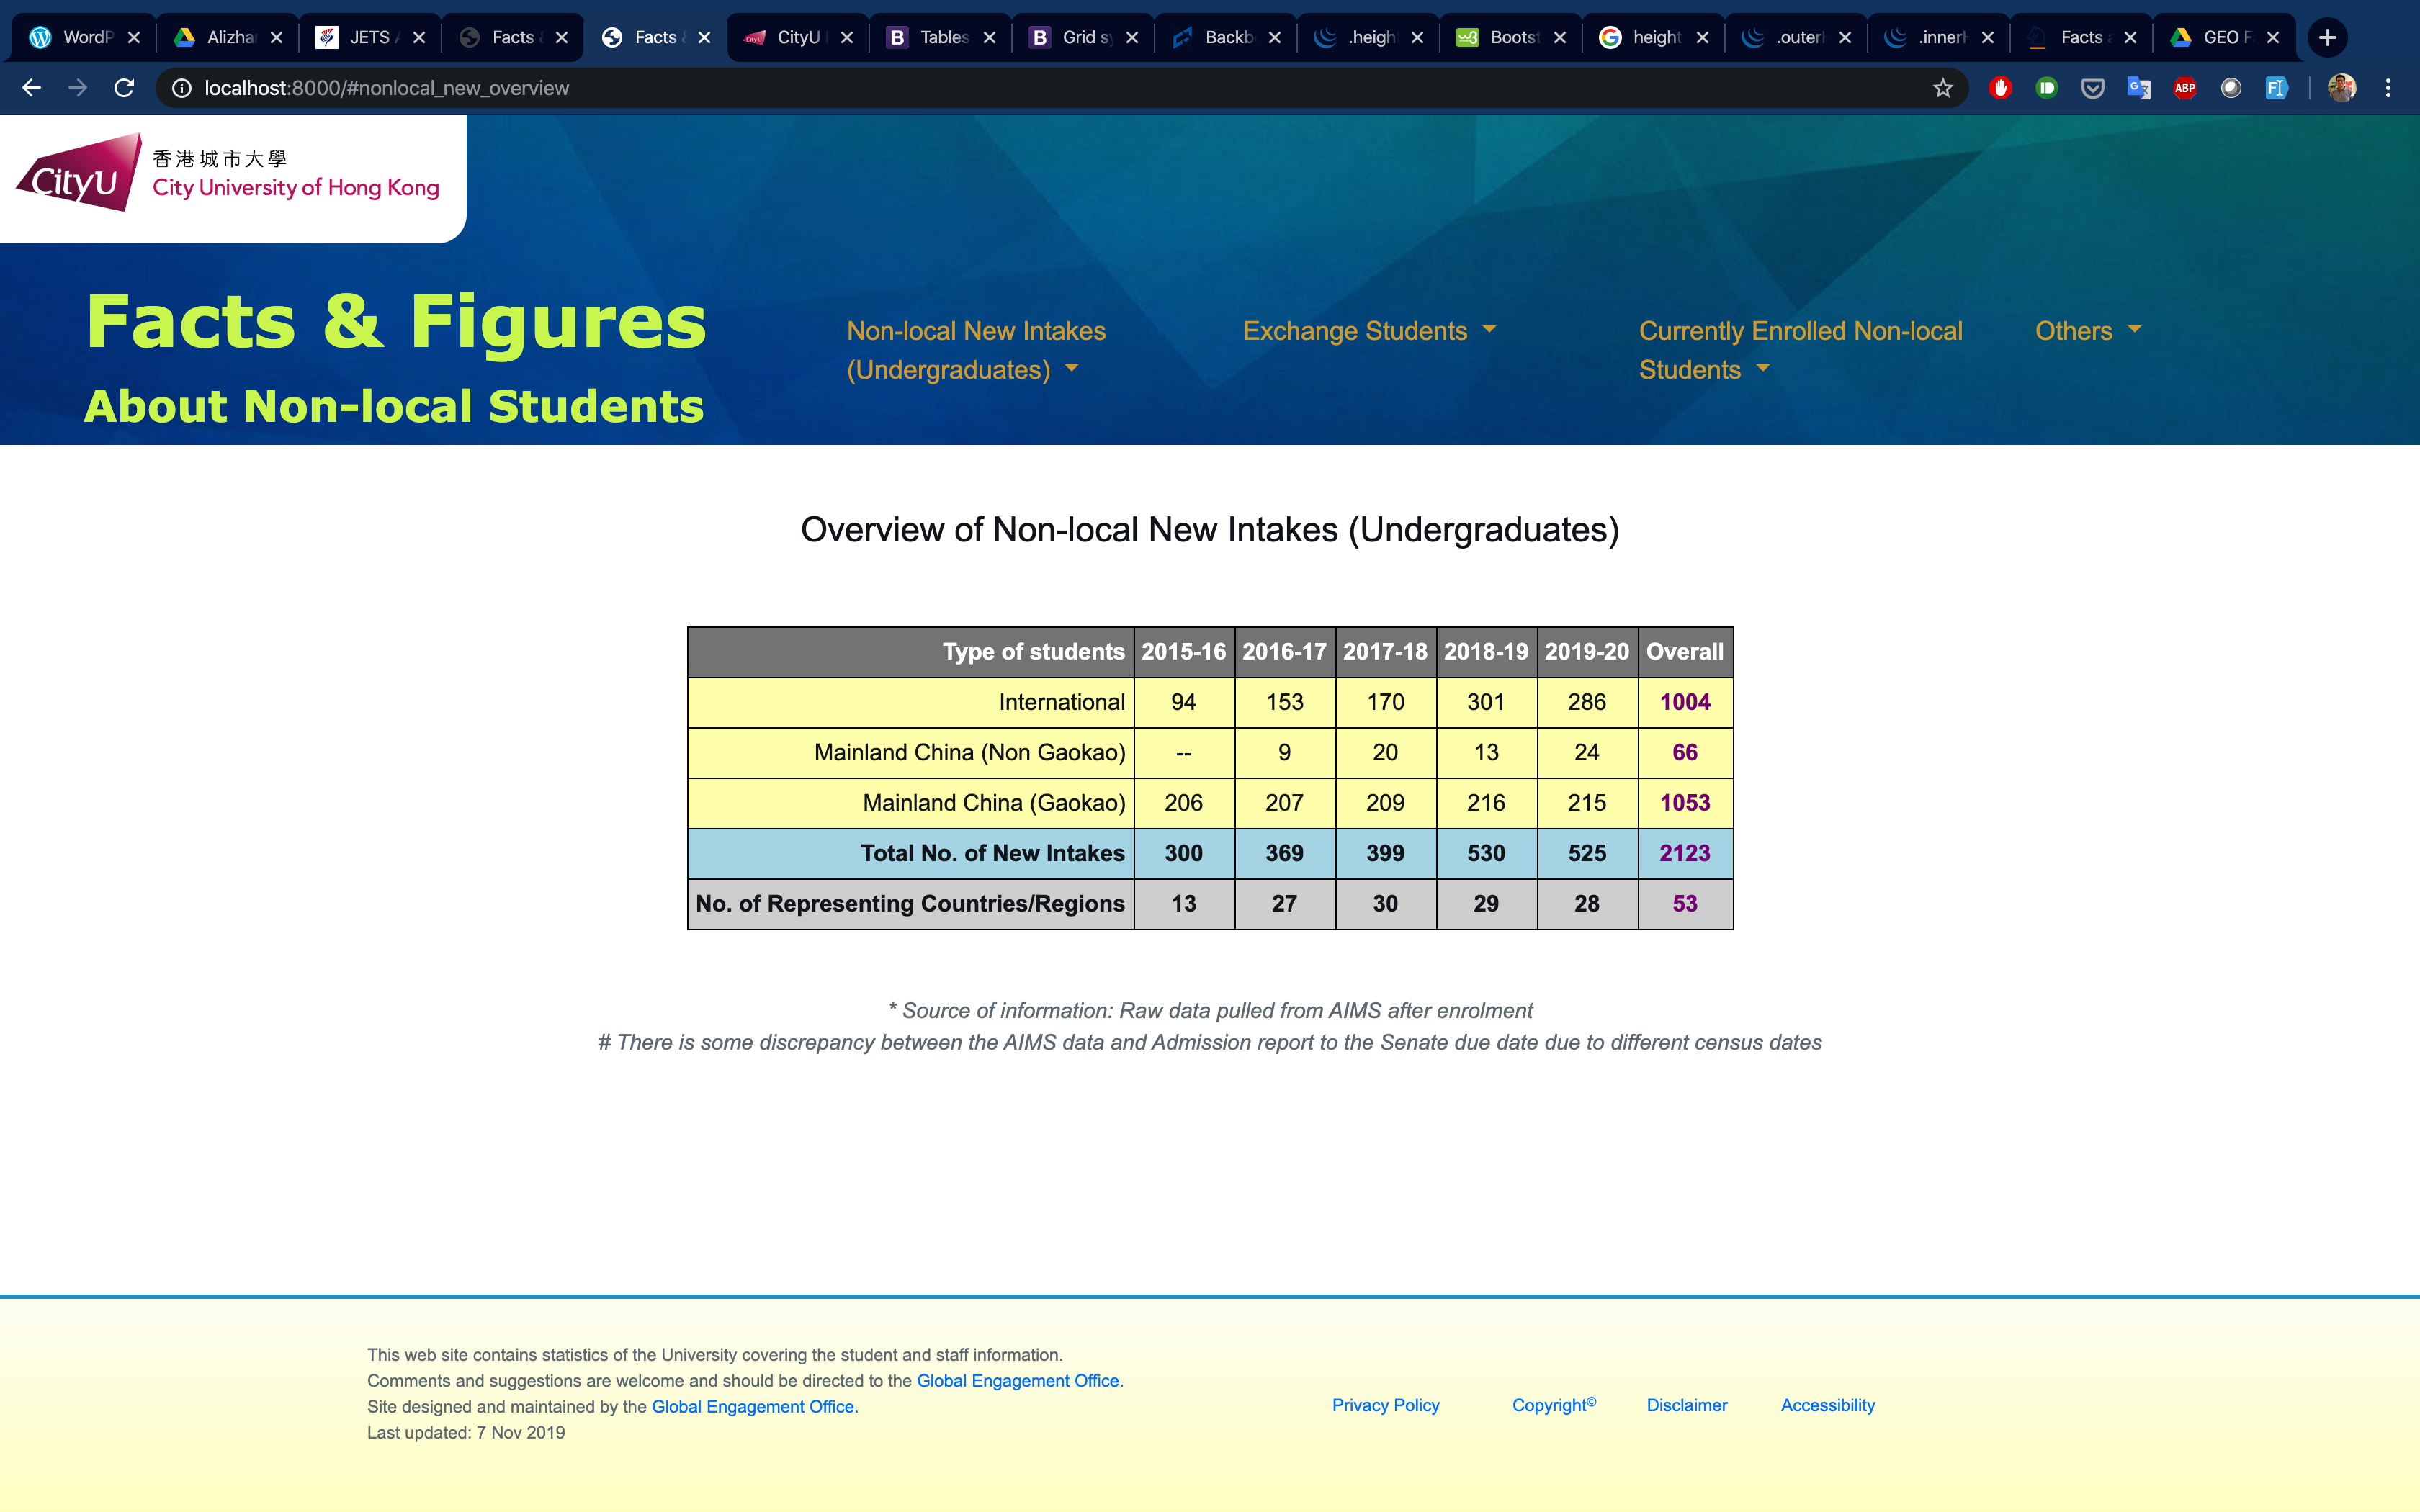 WordP Alizhar JETS A Facts & Facts & CityU Tables Grid sy Backb .heigh Bootst height .outer .inner Facts a GEO F
localhost:8000/#nonlocal_new_overview
ABP
香港城市大學
CityU
City University of Hong Kong
Facts & Figures
About Non-local Students
Non-local New Intakes
(Undergraduates)
Exchange Students
Currently Enrolled Non-local
Students
Others
Overview of Non-local New Intakes (Undergraduates)
Type of students 2015-16 2016-17 2017-18 2018-19 2019-20 Overall
International 94 153 170 301 286 1004
Mainland China (Non Gaokao) -- 9 20 13 24 66
Mainland China (Gaokao) 206 207 209 216 215 1053
Total No. of New Intakes 300 369 399 530 525 2123
No. of Representing Countries/Regions 13 27 30 29 28 53
* Source of information: Raw data pulled from AIMS after enrolment
# There is some discrepancy between the AIMS data and Admission report to the Senate due date due to different census dates
This web site contains statistics of the University covering the student and staff information.
Comments and suggestions are welcome and should be directed to the Global Engagement Office.
Site designed and maintained by the Global Engagement Office.
Last updated: 7 Nov 2019
Privacy Policy Copyright© Disclaimer Accessibility